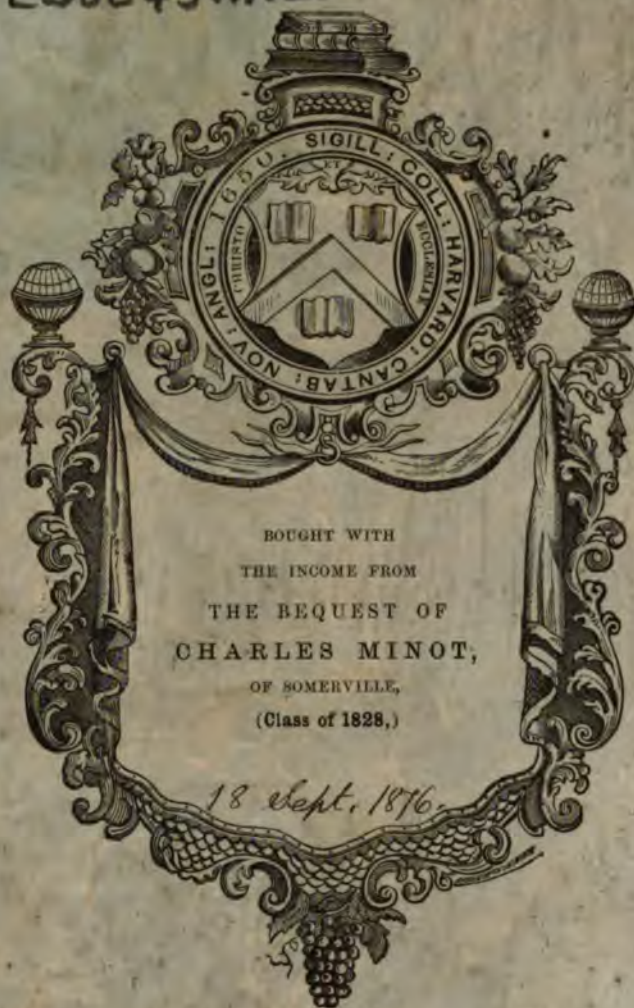 SIGILL: COLL: HARVARD: CANTAB: NOV: ANGL: 1650.
ET
CHRISTO
ECCLESIAE
BOUGHT WITH
THE INCOME FROM
THE BEQUEST OF
CHARLES MINOT,
OF SOMERVILLE,
(Class of 1828,)
18 Sept. 1876.